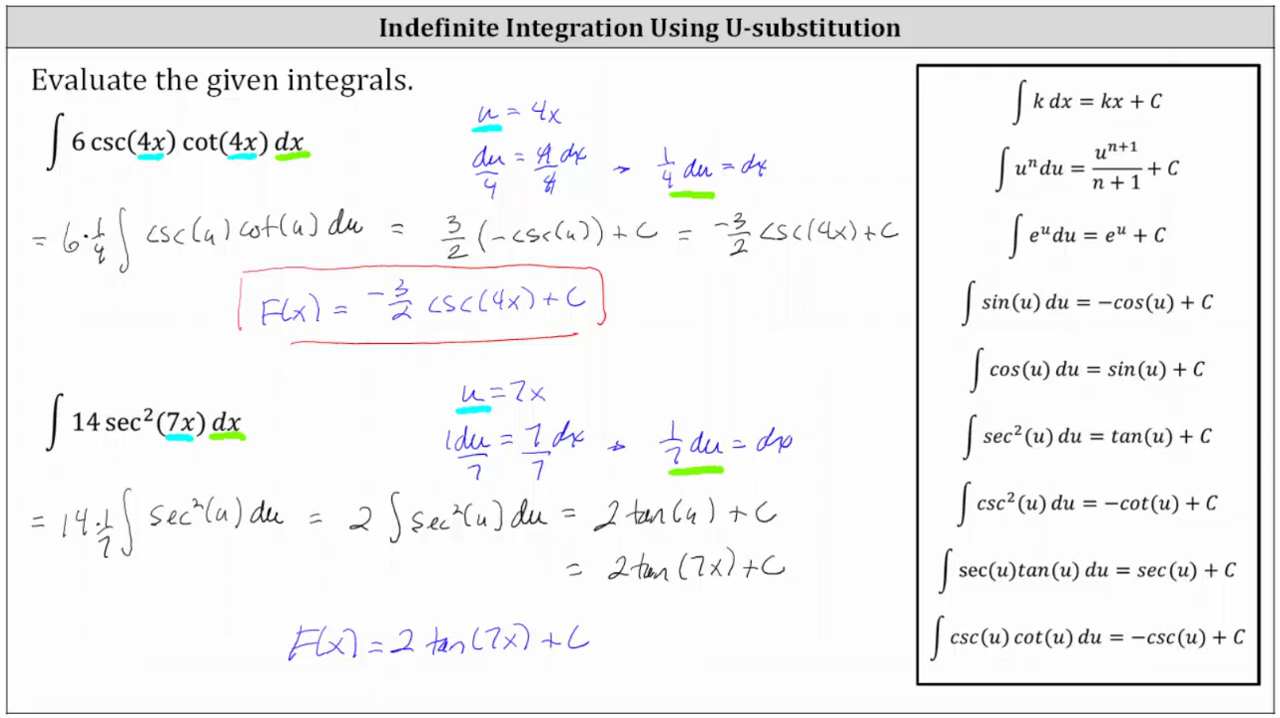 Indefinite Integration Using U-substitution
Evaluate the given integrals.
∫ 6 csc(4x) cot(4x) dx
u = 4x
du/4 = 4/4 dx → 1/4 du = dx
= 6·1/4 ∫ csc(u) cot(u) du = 3/2 (-csc(u)) + C = -3/2 csc(4x) + C
F(x) = -3/2 csc(4x) + C
∫ 14 sec²(7x) dx
u = 7x
1du/7 = 7/7 dx → 1/7 du = dx
= 14·1/7 ∫ sec²(u) du = 2 ∫ sec²(u) du = 2 tan(u) + C
= 2tan(7x) + C
F(x) = 2 tan(7x) + C
∫ k dx = kx + C
∫ uⁿ du = uⁿ⁺¹/(n + 1) + C
∫ eᵘ du = eᵘ + C
∫ sin(u) du = −cos(u) + C
∫ cos(u) du = sin(u) + C
∫ sec²(u) du = tan(u) + C
∫ csc²(u) du = −cot(u) + C
∫ sec(u)tan(u) du = sec(u) + C
∫ csc(u) cot(u) du = −csc(u) + C